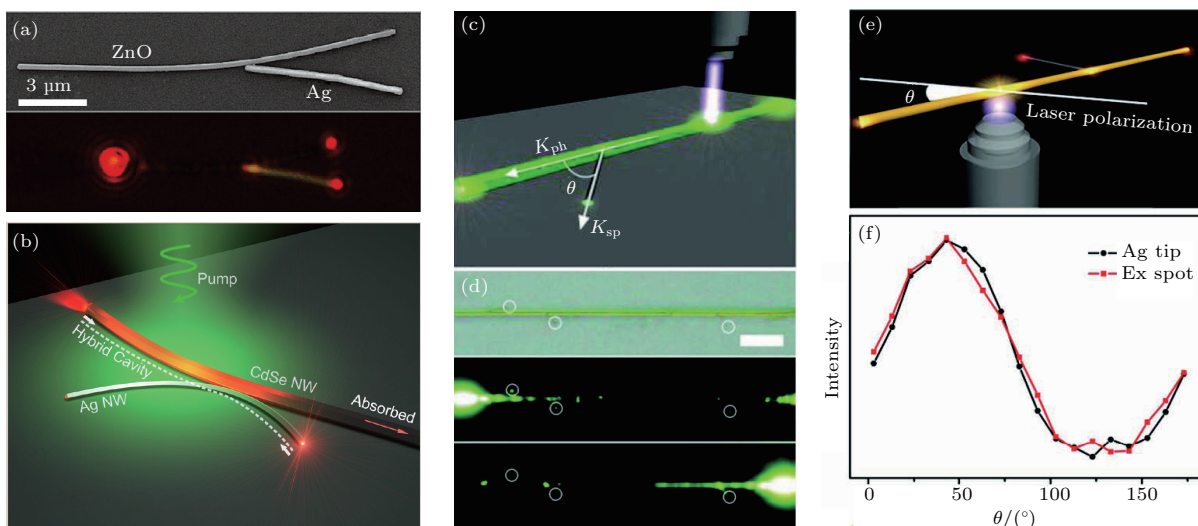 (a)
ZnO
3 µm
Ag
(b)
Pump
Hybrid Cavity
CdSe NW
Ag NW
Absorbed
(c)
K_ph
θ
K_sp
(d)
(e)
θ
Laser polarization
(f)
Ag tip
Ex spot
Intensity
0 50 100 150
θ/(°)